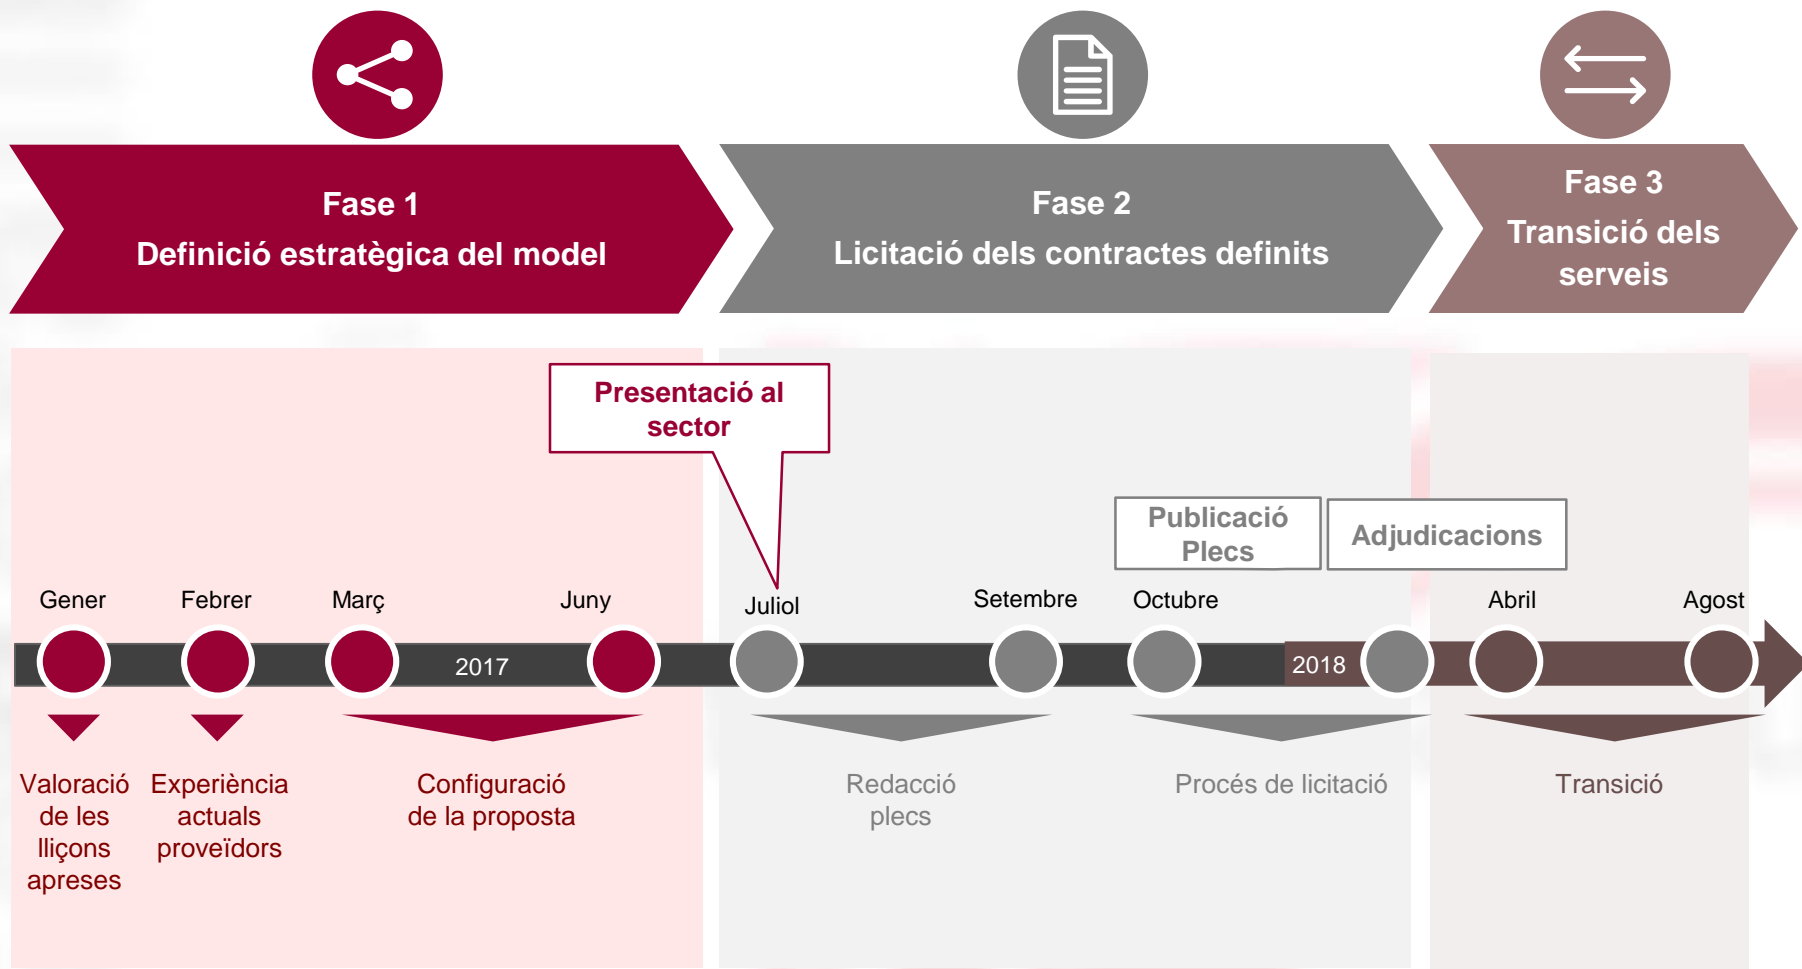 Fase 1
Definició estratègica del model
Fase 2
Licitació dels contractes definits
Fase 3
Transició dels
serveis
Presentació al
sector
Publicació
Plecs
Adjudicacions
Gener
Febrer
Març
Juny
Juliol
Setembre
Octubre
Abril
Agost
2017
2018
Valoració
de les
lliçons
apreses
Experiència
actuals
proveïdors
Configuració
de la proposta
Redacció
plecs
Procés de licitació
Transició